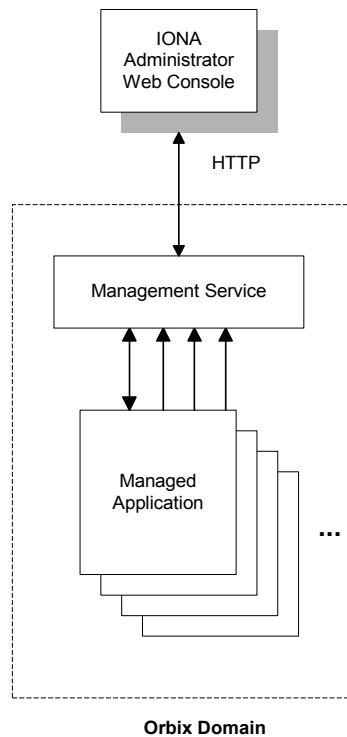 IONA
Administrator
Web Console
HTTP
Management Service
Managed
Application
...
Orbix Domain